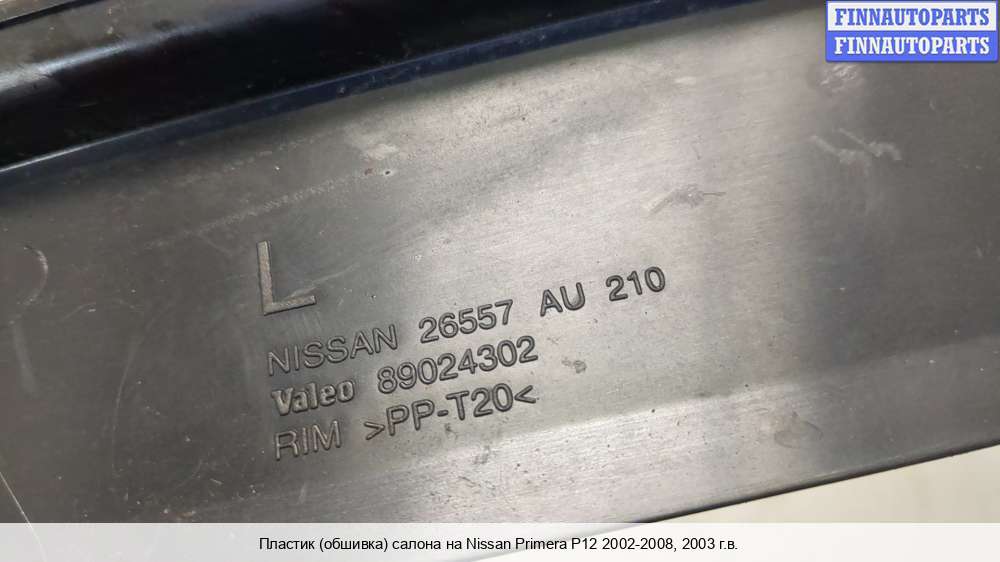 FINNAUTOPARTS
FINNAUTOPARTS
L
NISSAN 26557 AU 210
Valeo 89024302
RIM >PP-T20<
Пластик (обшивка) салона на Nissan Primera P12 2002-2008, 2003 г.в.